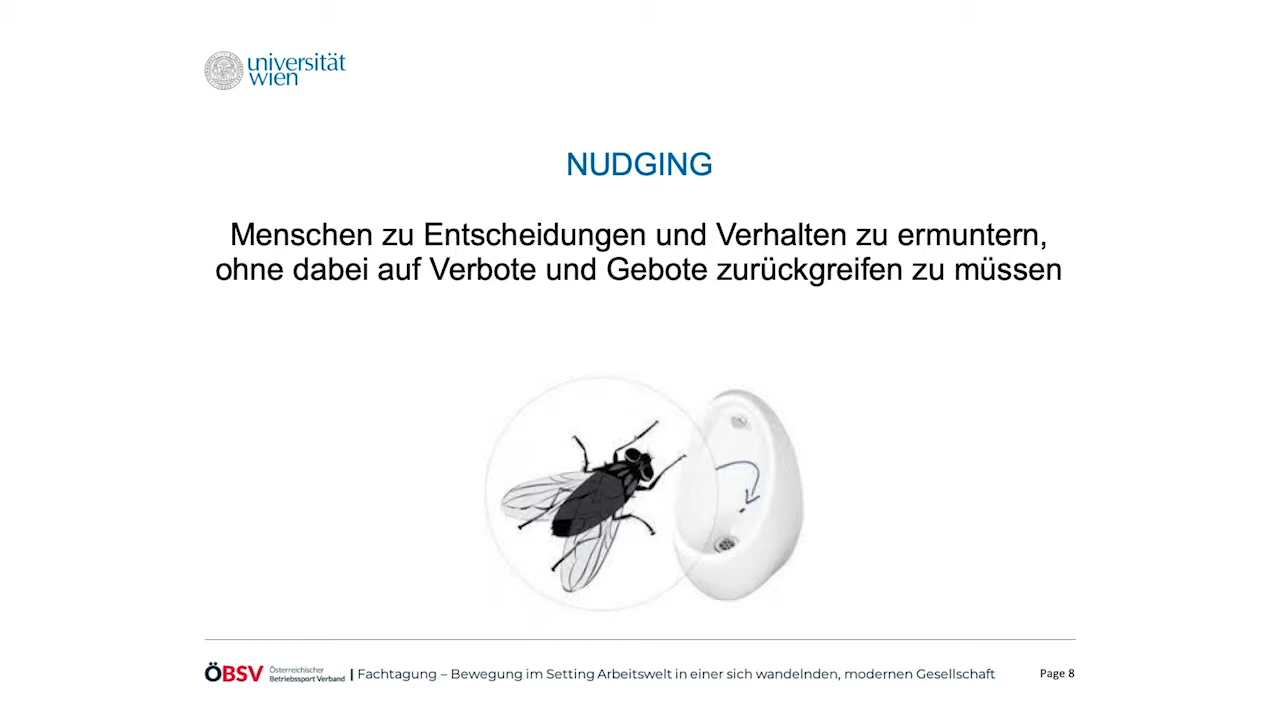 universität
wien
NUDGING
Menschen zu Entscheidungen und Verhalten zu ermuntern,
ohne dabei auf Verbote und Gebote zurückgreifen zu müssen
ÖBSV Österreichischer
Betriebssport Verband | Fachtagung – Bewegung im Setting Arbeitswelt in einer sich wandelnden, modernen Gesellschaft Page 8